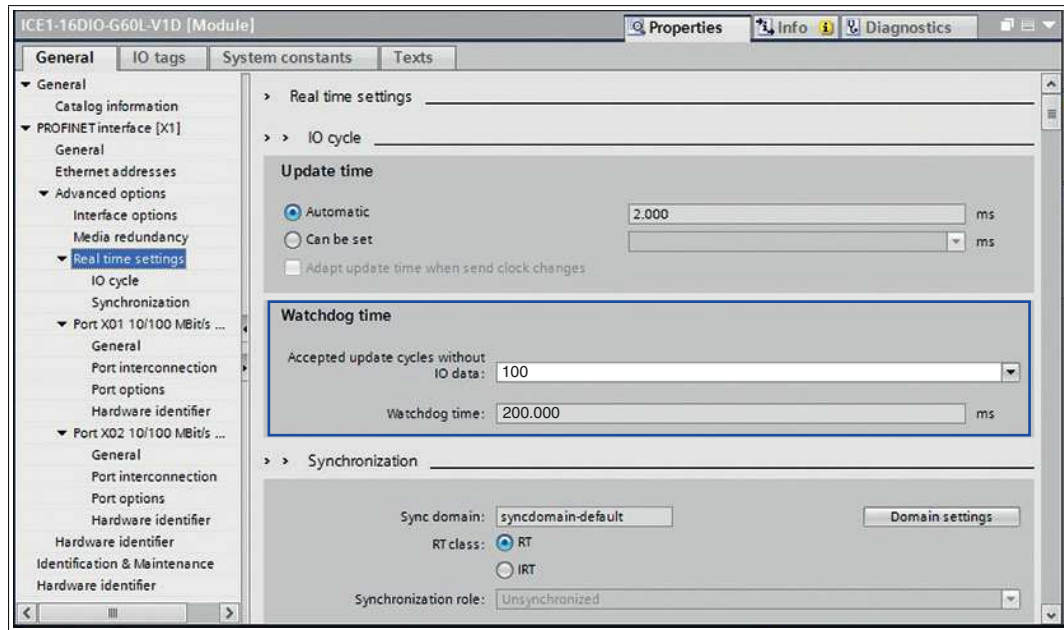 ICE1-16DIO-G60L-V1D [Module]
Properties
Info
Diagnostics
General
IO tags
System constants
Texts
General
Catalog information
PROFINET interface [X1]
General
Ethernet addresses
Advanced options
Interface options
Media redundancy
Real time settings
IO cycle
Synchronization
Port X01 10/100 MBit/s ...
General
Port interconnection
Port options
Hardware identifier
Port X02 10/100 MBit/s ...
General
Port interconnection
Port options
Hardware identifier
Hardware identifier
Identification & Maintenance
Hardware identifier
Real time settings
IO cycle
Update time
Automatic
2.000 ms
Can be set
ms
Adapt update time when send clock changes
Watchdog time
Accepted update cycles without
IO data: 100
Watchdog time: 200.000 ms
Synchronization
Sync domain: syncdomain-default
Domain settings
RT class: RT
IRT
Synchronization role: Unsynchronized